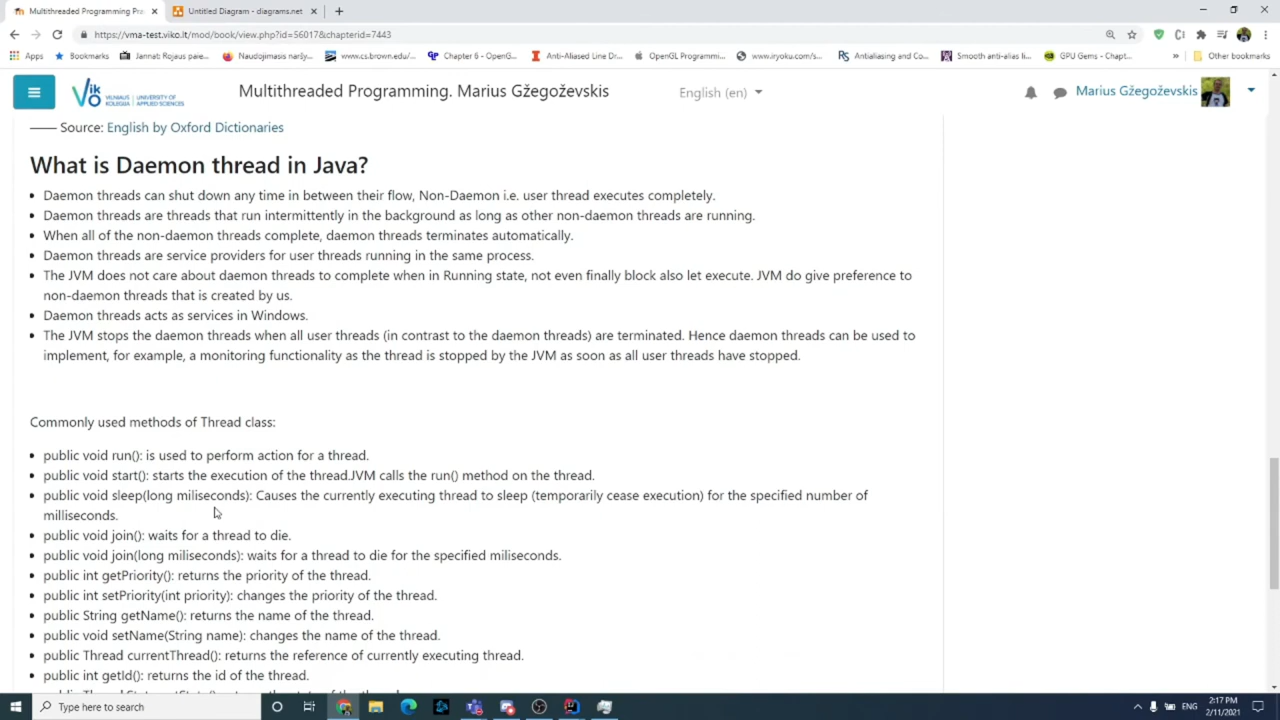 Multithreaded Programming Pr
Untitled Diagram - diagrams.net
https://vma-test.viko.lt/mod/book/view.php?id=56017&chapterid=7443
Apps
Bookmarks
Jannat: Rojaus paie...
Naudojimasis naršy...
www.cs.brown.edu/...
Chapter 6 - OpenG...
Anti-Aliased Line Dr...
OpenGL Programmi...
www.iryoku.com/s...
Antialiasing and Co...
Smooth anti-alias li...
GPU Gems - Chapt...
»
Other bookmarks
VIKO
VILNIAUS KOLEGIJA | UNIVERSITY OF APPLIED SCIENCES
Multithreaded Programming. Marius Gžegoževskis
English (en)
Marius Gžegoževskis
—— Source: English by Oxford Dictionaries
What is Daemon thread in Java?
• Daemon threads can shut down any time in between their flow, Non-Daemon i.e. user thread executes completely.
• Daemon threads are threads that run intermittently in the background as long as other non-daemon threads are running.
• When all of the non-daemon threads complete, daemon threads terminates automatically.
• Daemon threads are service providers for user threads running in the same process.
• The JVM does not care about daemon threads to complete when in Running state, not even finally block also let execute. JVM do give preference to
non-daemon threads that is created by us.
• Daemon threads acts as services in Windows.
• The JVM stops the daemon threads when all user threads (in contrast to the daemon threads) are terminated. Hence daemon threads can be used to
implement, for example, a monitoring functionality as the thread is stopped by the JVM as soon as all user threads have stopped.
Commonly used methods of Thread class:
• public void run(): is used to perform action for a thread.
• public void start(): starts the execution of the thread.JVM calls the run() method on the thread.
• public void sleep(long miliseconds): Causes the currently executing thread to sleep (temporarily cease execution) for the specified number of
milliseconds.
• public void join(): waits for a thread to die.
• public void join(long miliseconds): waits for a thread to die for the specified miliseconds.
• public int getPriority(): returns the priority of the thread.
• public int setPriority(int priority): changes the priority of the thread.
• public String getName(): returns the name of the thread.
• public void setName(String name): changes the name of the thread.
• public Thread currentThread(): returns the reference of currently executing thread.
• public int getId(): returns the id of the thread.
Type here to search
ENG
2:17 PM
2/11/2021